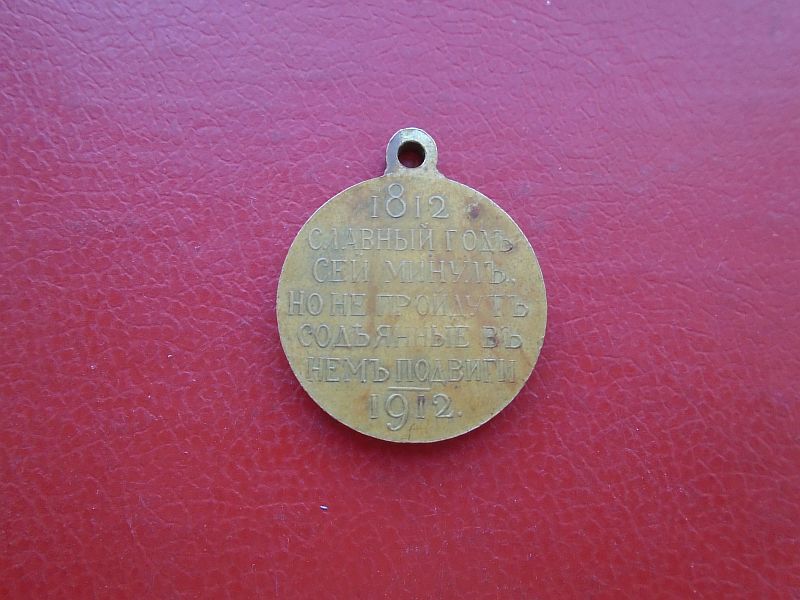 1812
СЛАВНЫЙ ГОДЪ
СЕЙ МИНУЛЪ,
НО НЕ ПРОЙДУТЪ
СОДѢЯННЫЕ ВЪ
НЕМЪ ПОДВИГИ
1912.